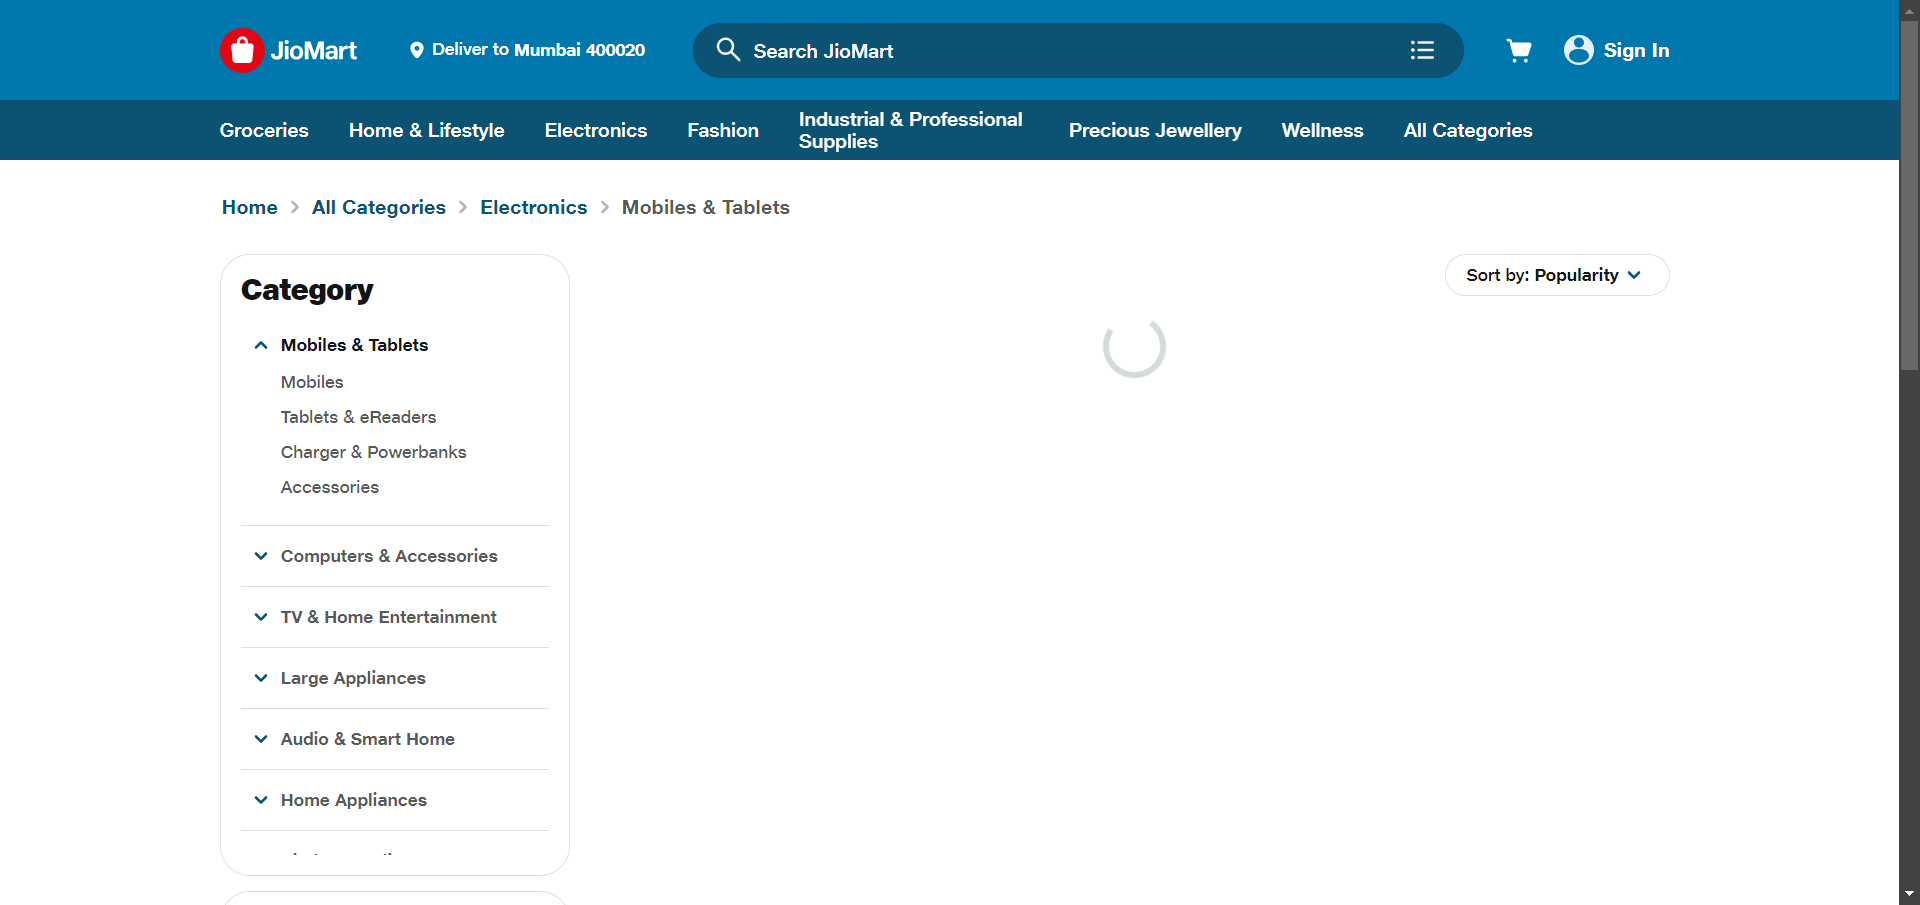 JioMart
Deliver to Mumbai 400020
Search JioMart
Sign In
Groceries
Home & Lifestyle
Electronics
Fashion
Industrial & Professional
Supplies
Precious Jewellery
Wellness
All Categories
Home > All Categories > Electronics > Mobiles & Tablets
Category
Sort by: Popularity
Mobiles & Tablets
Mobiles
Tablets & eReaders
Charger & Powerbanks
Accessories
Computers & Accessories
TV & Home Entertainment
Large Appliances
Audio & Smart Home
Home Appliances